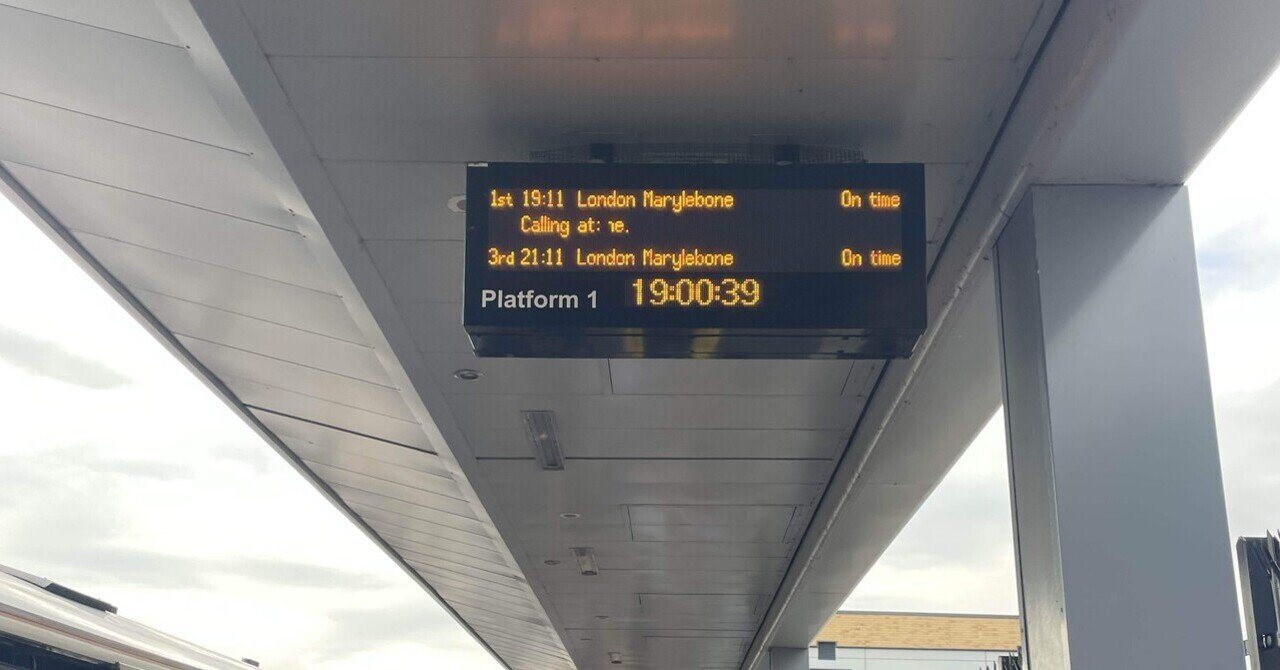 1st 19:11 London Marylebone On time
Calling at: ne.
3rd 21:11 London Marylebone On time
Platform 1 19:00:39